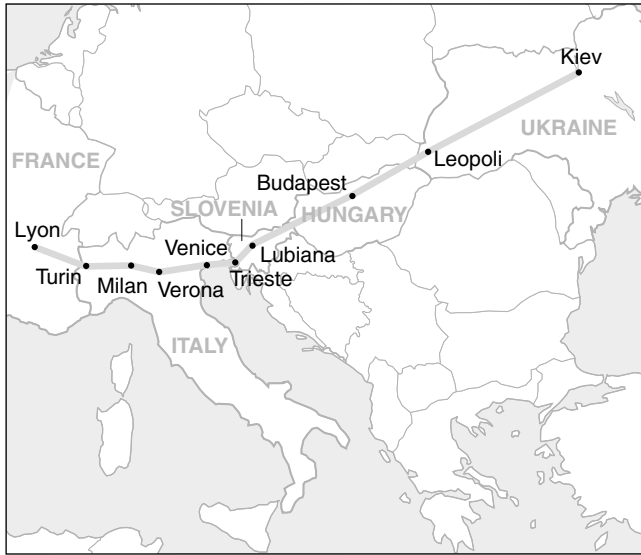 Kiev
UKRAINE
FRANCE
Leopoli
Budapest
SLOVENIA
HUNGARY
Lyon
Venice
Lubiana
Turin
Milan
Verona
Trieste
ITALY